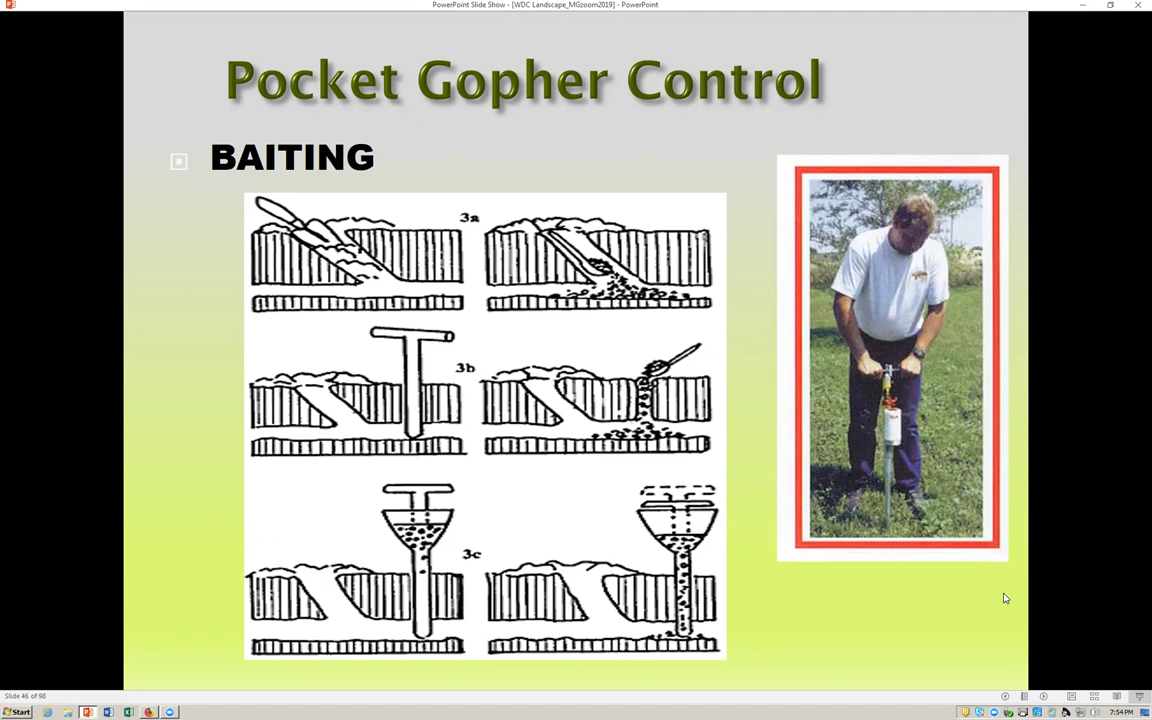 PowerPoint Slide Show - [WDC Landscape_MGzoom2019] - PowerPoint
Pocket Gopher Control
BAITING
3a
3b
3c
Slide 46 of 98
Start
7:54 PM